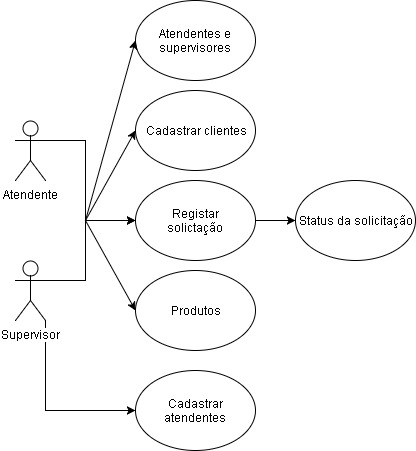 Atendentes e
supervisores
Cadastrar clientes
Atendente
Registar
solictação
Status da solicitação
Produtos
Supervisor
Cadastrar
atendentes